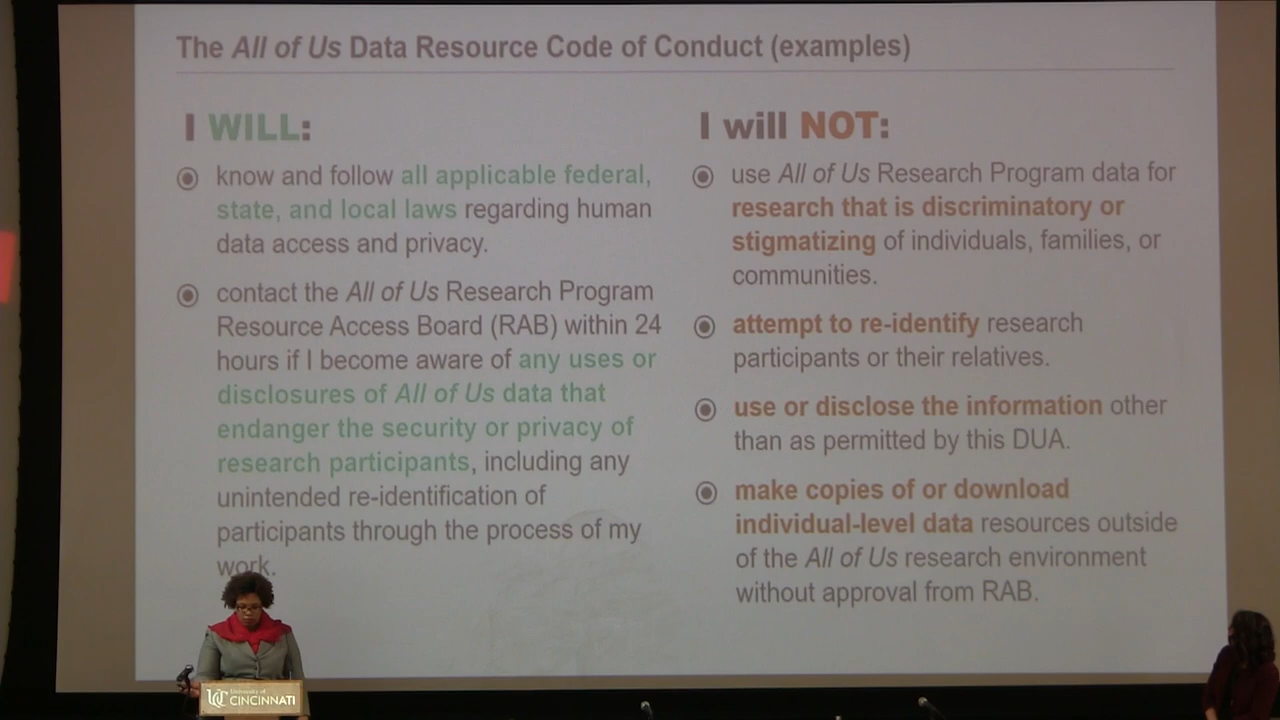 The All of Us Data Resource Code of Conduct (examples)
I WILL:
know and follow all applicable federal,
state, and local laws regarding human
data access and privacy.
contact the All of Us Research Program
Resource Access Board (RAB) within 24
hours if I become aware of any uses or
disclosures of All of Us data that
endanger the security or privacy of
research participants, including any
unintended re-identification of
participants through the process of my
work.
I will NOT:
use All of Us Research Program data for
research that is discriminatory or
stigmatizing of individuals, families, or
communities.
attempt to re-identify research
participants or their relatives.
use or disclose the information other
than as permitted by this DUA.
make copies of or download
individual-level data resources outside
of the All of Us research environment
without approval from RAB.
UC
University of
CINCINNATI